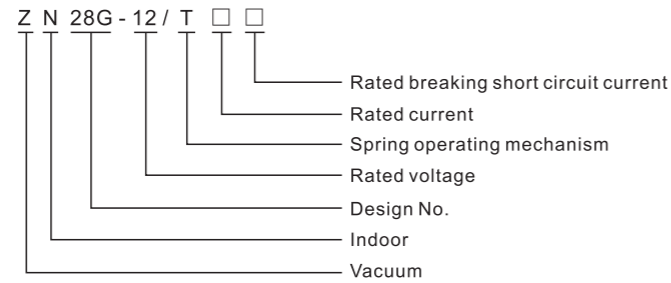 Z N 28G - 12 / T □ □
Rated breaking short circuit current
Rated current
Spring operating mechanism
Rated voltage
Design No.
Indoor
Vacuum